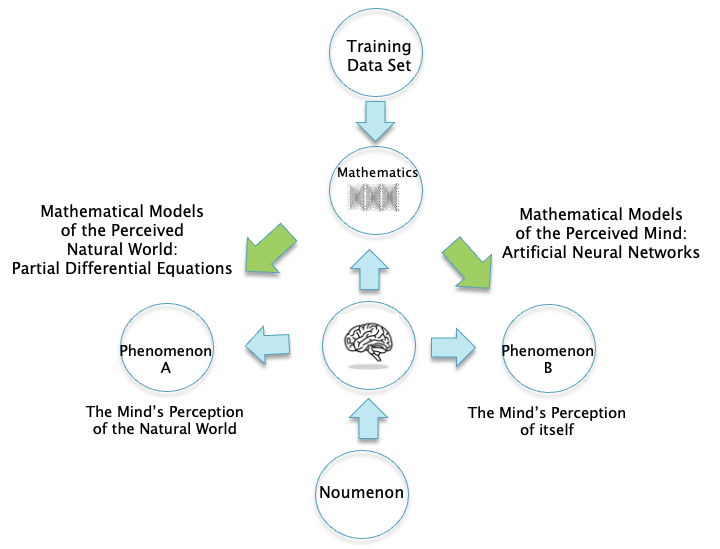 Training
Data Set
Mathematics
Mathematical Models
of the Perceived
Natural World:
Partial Differential Equations
Mathematical Models
of the Perceived Mind:
Artificial Neural Networks
Phenomenon
A
Phenomenon
B
The Mind's Perception
of the Natural World
The Mind's Perception
of itself
Noumenon